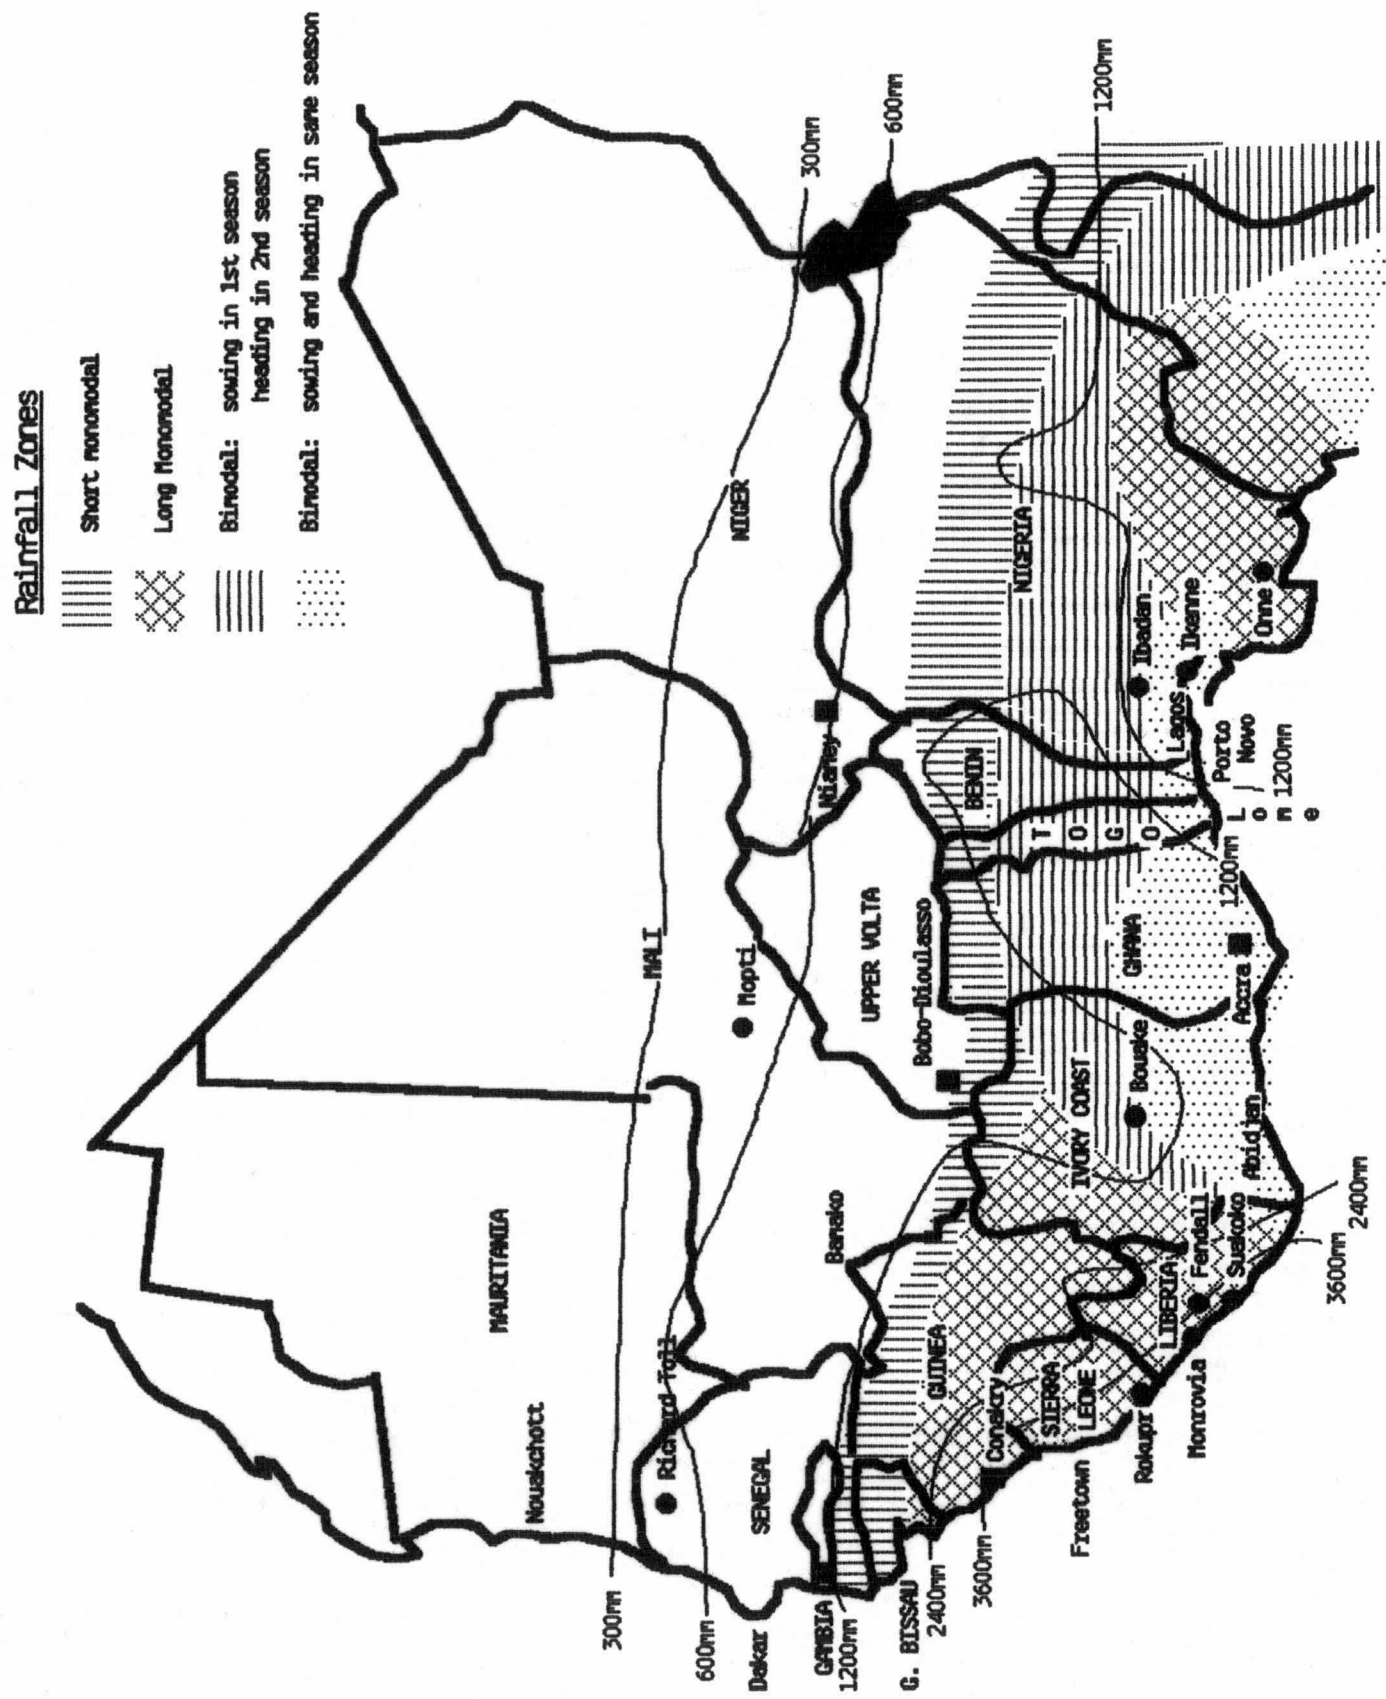 Rainfall Zones
Short monomodal
Long Monomodal
Bimodal: sowing in 1st season
heading in 2nd season
Bimodal: sowing and heading in same season
300mm
600mm
1200mm
300mm
600mm
Dakar
GAMBIA
1200mm
G. BISSAU
2400mm
3600mm
Nouakchott
MAURITANIA
Richard Toll
SENEGAL
MALI
Mopti
Bamako
NIGER
Niamey
UPPER VOLTA
Bobo-Dioulasso
GUINEA
Conakry
SIERRA
LEONE
Freetown
Rokupr
LIBERIA
Monrovia
Fendall
Suakoko
3600mm
2400mm
IVORY COAST
Bouake
Abidjan
GHANA
Accra
TOGO
1200mm
Lome
BENIN
Porto
Novo
1200mm
NIGERIA
Ibadan
Ikenne
Lagos
Onne